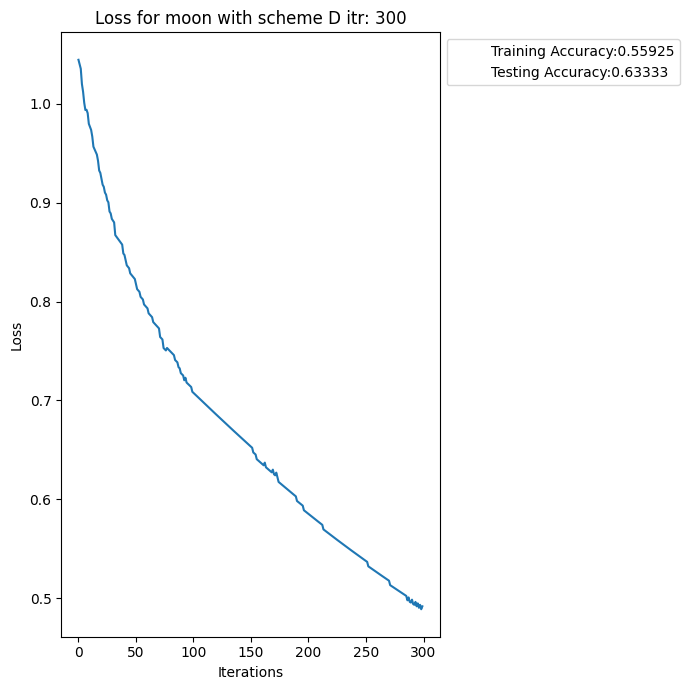 Loss for moon with scheme D itr: 300
Training Accuracy:0.55925
Testing Accuracy:0.63333
1.0
0.9
0.8
0.7
0.6
0.5
Loss
0 50 100 150 200 250 300
Iterations